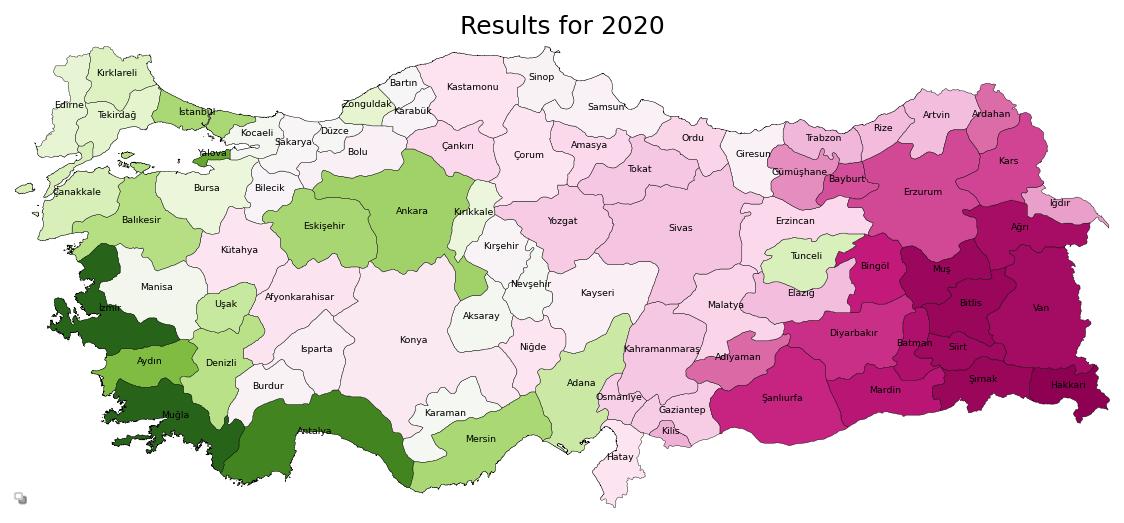 Results for 2020
Kırklareli
Edirne
Tekirdağ
İstanbul
Yalova
Kocaeli
Sakarya
Düzce
Zonguldak
Bartın
Karabük
Kastamonu
Sinop
Samsun
Çanakkale
Balıkesir
Bursa
Bilecik
Bolu
Çankırı
Çorum
Amasya
Ordu
Giresun
Trabzon
Rize
Artvin
Ardahan
Kars
Iğdır
Gümüşhane
Bayburt
Erzurum
Tokat
Kütahya
Eskişehir
Ankara
Kırıkkale
Yozgat
Sivas
Erzincan
Tunceli
Ağrı
Kırşehir
Nevşehir
Kayseri
Manisa
İzmir
Uşak
Afyonkarahisar
Konya
Aksaray
Niğde
Malatya
Elazığ
Bingöl
Muş
Bitlis
Van
Aydın
Denizli
Isparta
Burdur
Muğla
Antalya
Karaman
Mersin
Adana
Osmaniye
Kahramanmaraş
Gaziantep
Kilis
Hatay
Adıyaman
Şanlıurfa
Diyarbakır
Batman
Siirt
Mardin
Şırnak
Hakkari